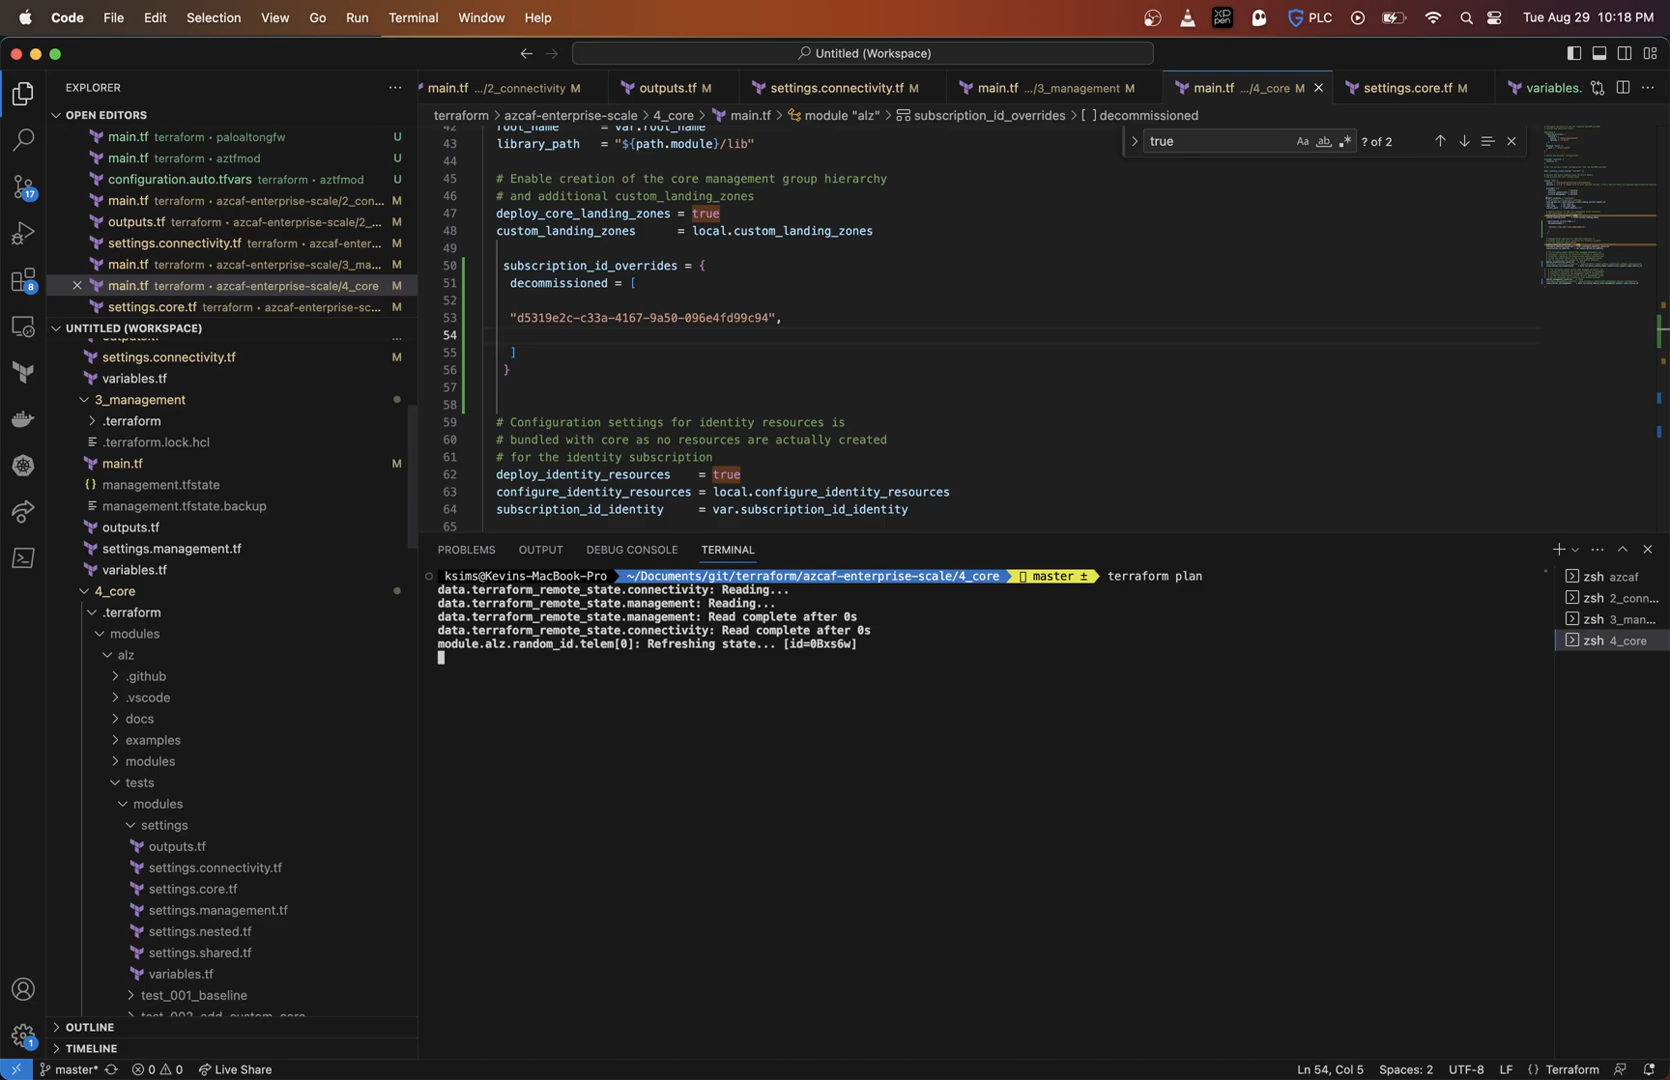 Code File Edit Selection View Go Run Terminal Window Help
PLC
Tue Aug 29 10:18 PM
Untitled (Workspace)
EXPLORER
OPEN EDITORS
main.tf terraform • paloaltongfw U
main.tf terraform • aztfmod U
configuration.auto.tfvars terraform • aztfmod U
main.tf terraform • azcaf-enterprise-scale/2_con... M
outputs.tf terraform • azcaf-enterprise-scale/2_... M
settings.connectivity.tf terraform • azcaf-enter... M
main.tf terraform • azcaf-enterprise-scale/3_ma... M
main.tf terraform • azcaf-enterprise-scale/4_core M
settings.core.tf terraform • azcaf-enterprise-sc... M
UNTITLED (WORKSPACE)
outputs.tf
settings.connectivity.tf M
variables.tf
3_management
.terraform
.terraform.lock.hcl
main.tf M
management.tfstate
management.tfstate.backup
outputs.tf
settings.management.tf
variables.tf
4_core
.terraform
modules
alz
.github
.vscode
docs
examples
modules
tests
modules
settings
outputs.tf
settings.connectivity.tf
settings.core.tf
settings.management.tf
settings.nested.tf
settings.shared.tf
variables.tf
test_001_baseline
test_002_add_custom_core
OUTLINE
TIMELINE
17
8
1
main.tf .../2_connectivity M
outputs.tf M
settings.connectivity.tf M
main.tf .../3_management M
main.tf .../4_core M
settings.core.tf M
variables.
terraform > azcaf-enterprise-scale > 4_core > main.tf > module "alz" > subscription_id_overrides > [ ] decommissioned
true
Aa ab .*
? of 2
42 root_name = var.root_name
43 library_path = "${path.module}/lib"
44
45 # Enable creation of the core management group hierarchy
46 # and additional custom_landing_zones
47 deploy_core_landing_zones = true
48 custom_landing_zones = local.custom_landing_zones
49
50 subscription_id_overrides = {
51 decommissioned = [
52
53 "d5319e2c-c33a-4167-9a50-096e4fd99c94",
54
55 ]
56 }
57
58
59 # Configuration settings for identity resources is
60 # bundled with core as no resources are actually created
61 # for the identity subscription
62 deploy_identity_resources = true
63 configure_identity_resources = local.configure_identity_resources
64 subscription_id_identity = var.subscription_id_identity
65
PROBLEMS OUTPUT DEBUG CONSOLE TERMINAL
ksims@Kevins-MacBook-Pro ~/Documents/git/terraform/azcaf-enterprise-scale/4_core master ± terraform plan
data.terraform_remote_state.connectivity: Reading...
data.terraform_remote_state.management: Reading...
data.terraform_remote_state.management: Read complete after 0s
data.terraform_remote_state.connectivity: Read complete after 0s
module.alz.random_id.telem[0]: Refreshing state... [id=0Bxs6w]
zsh azcaf
zsh 2_conn...
zsh 3_man...
zsh 4_core
master* 0 0 Live Share
Ln 54, Col 5 Spaces: 2 UTF-8 LF {} Terraform